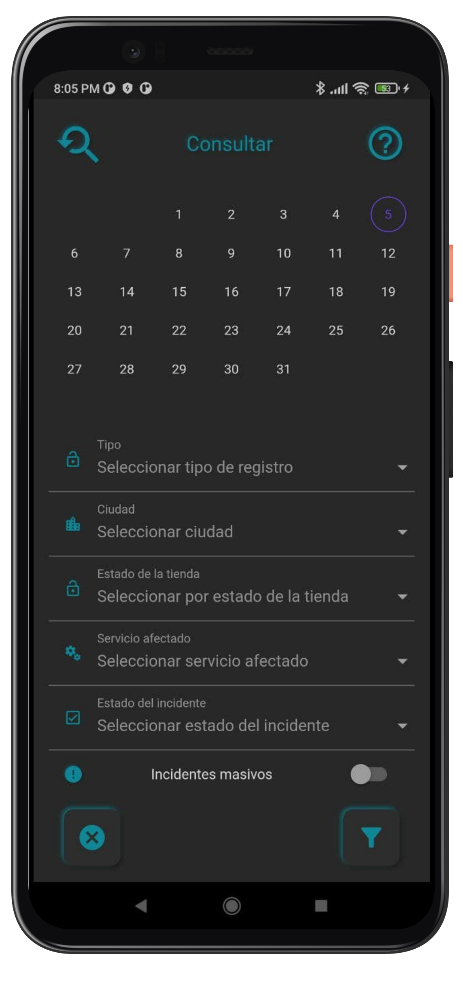 8:05 PM 53
Consultar
1 2 3 4 5
6 7 8 9 10 11 12
13 14 15 16 17 18 19
20 21 22 23 24 25 26
27 28 29 30 31
Tipo
Seleccionar tipo de registro
Ciudad
Seleccionar ciudad
Estado de la tienda
Seleccionar por estado de la tienda
Servicio afectado
Seleccionar servicio afectado
Estado del incidente
Seleccionar estado del incidente
Incidentes masivos